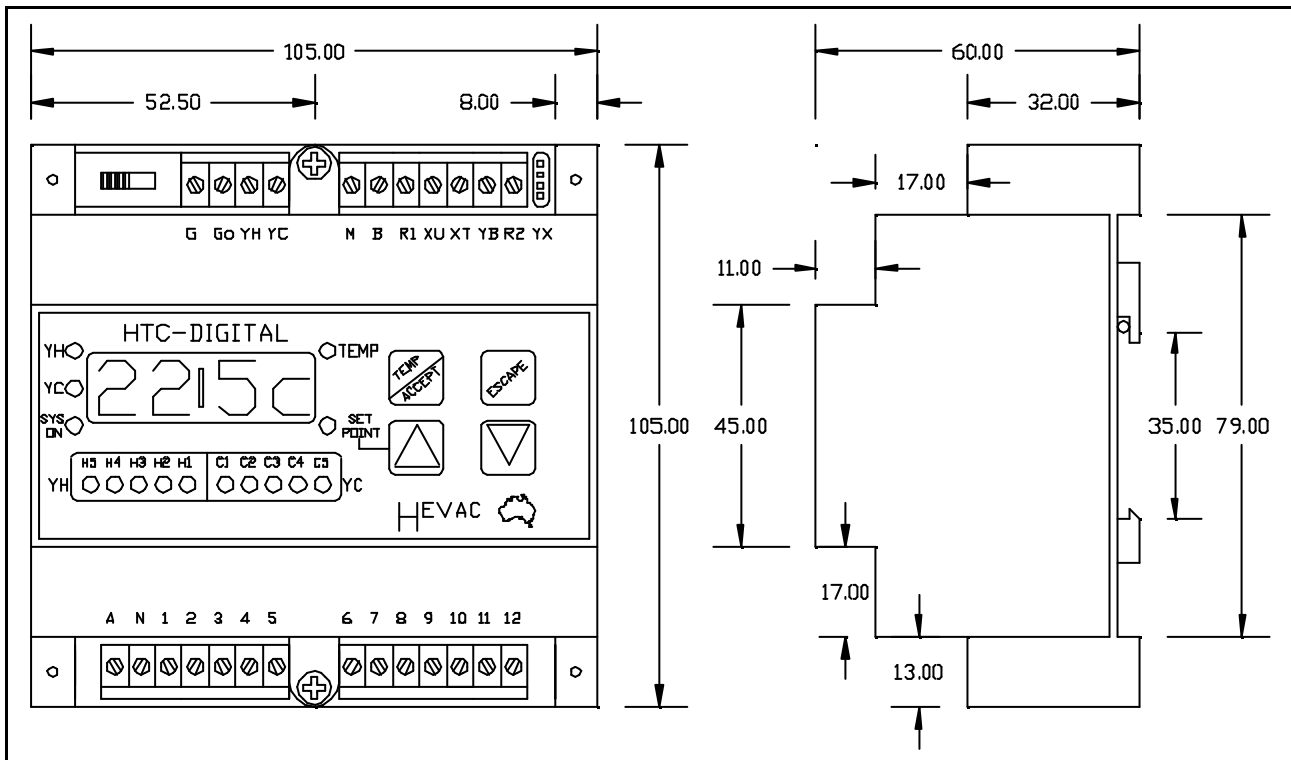 105.00
60.00
52.50
8.00
32.00
17.00
G Go YH YC N B R1 XU XT YB R2 YX
11.00
HTC-DIGITAL
YH TEMP
22.5c
TEMP
ACCEPT
ESCAPE
YC
SYS
ON
SET
POINT
105.00
45.00
35.00
79.00
H5 H4 H3 H2 H1 C1 C2 C3 C4 C5
YH YC
HEVAC
17.00
A N 1 2 3 4 5 6 7 8 9 10 11 12
13.00